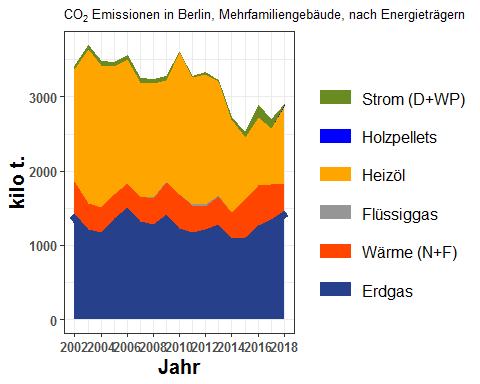 CO₂ Emissionen in Berlin, Mehrfamiliengebäude, nach Energieträgern
kilo t.
3000
2000
1000
0
2002 2004 2006 2008 2010 2012 2014 2016 2018
Jahr
Strom (D+WP)
Holzpellets
Heizöl
Flüssiggas
Wärme (N+F)
Erdgas